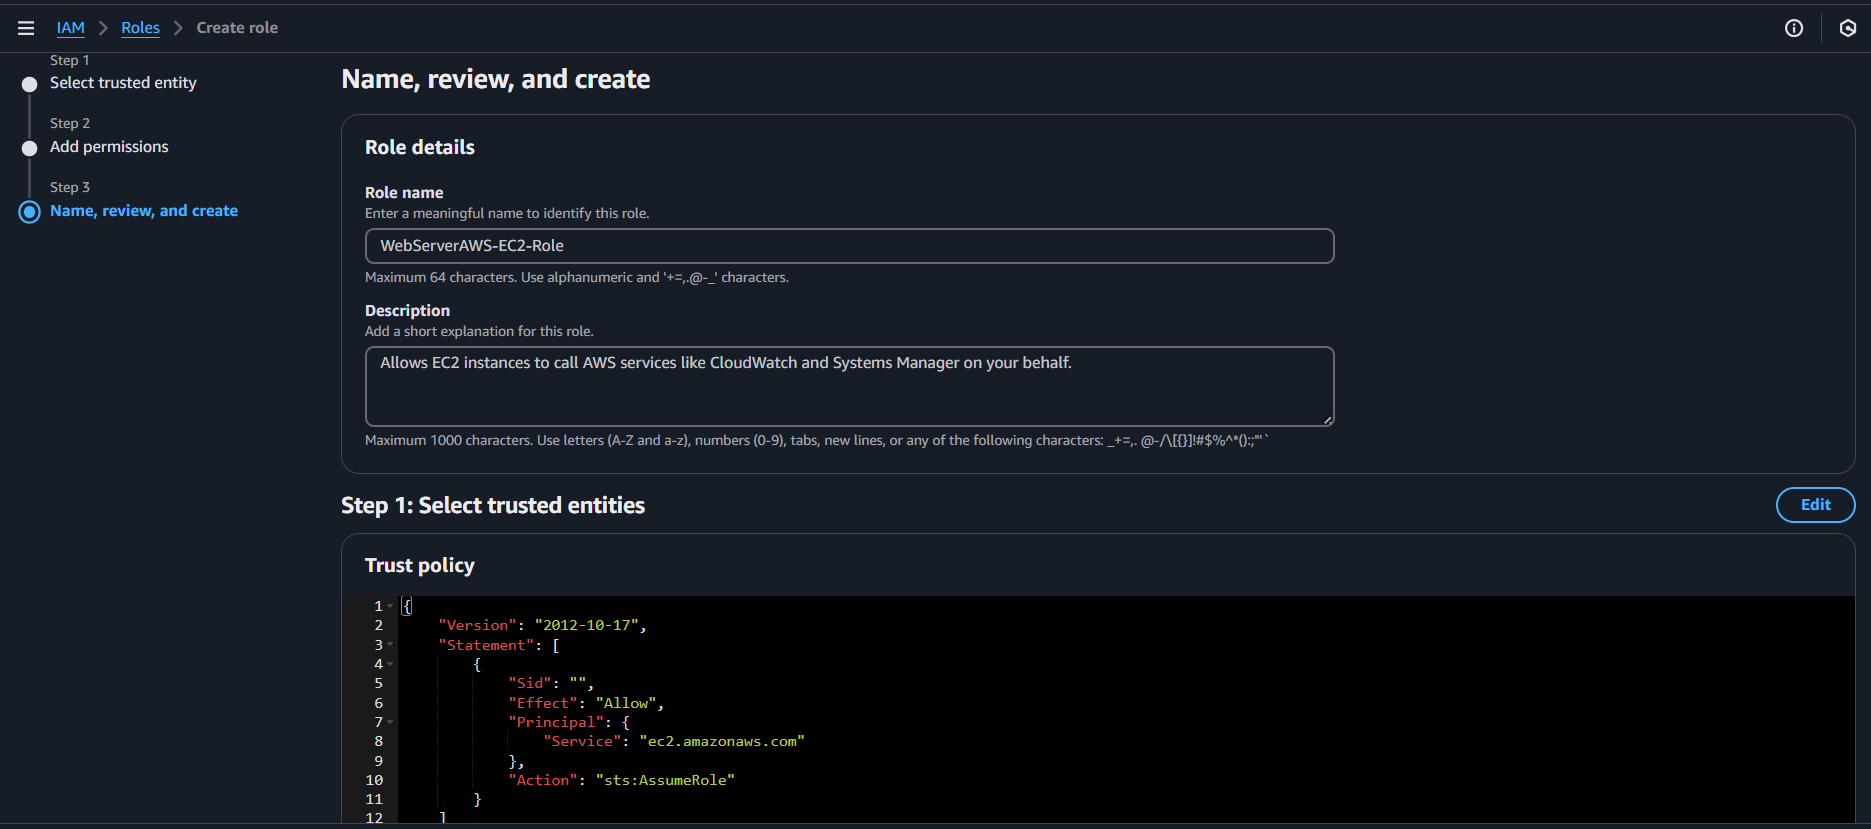 IAM > Roles > Create role
Step 1
Select trusted entity
Step 2
Add permissions
Step 3
Name, review, and create
Name, review, and create
Role details
Role name
Enter a meaningful name to identify this role.
WebServerAWS-EC2-Role
Maximum 64 characters. Use alphanumeric and '+=,.@-_' characters.
Description
Add a short explanation for this role.
Allows EC2 instances to call AWS services like CloudWatch and Systems Manager on your behalf.
Maximum 1000 characters. Use letters (A-Z and a-z), numbers (0-9), tabs, new lines, or any of the following characters: _+=,. @-/\[{}]!#$%^*();:"'`
Step 1: Select trusted entities
Edit
Trust policy
1 {
2 "Version": "2012-10-17",
3 "Statement": [
4 {
5 "Sid": "",
6 "Effect": "Allow",
7 "Principal": {
8 "Service": "ec2.amazonaws.com"
9 },
10 "Action": "sts:AssumeRole"
11 }
12 ]